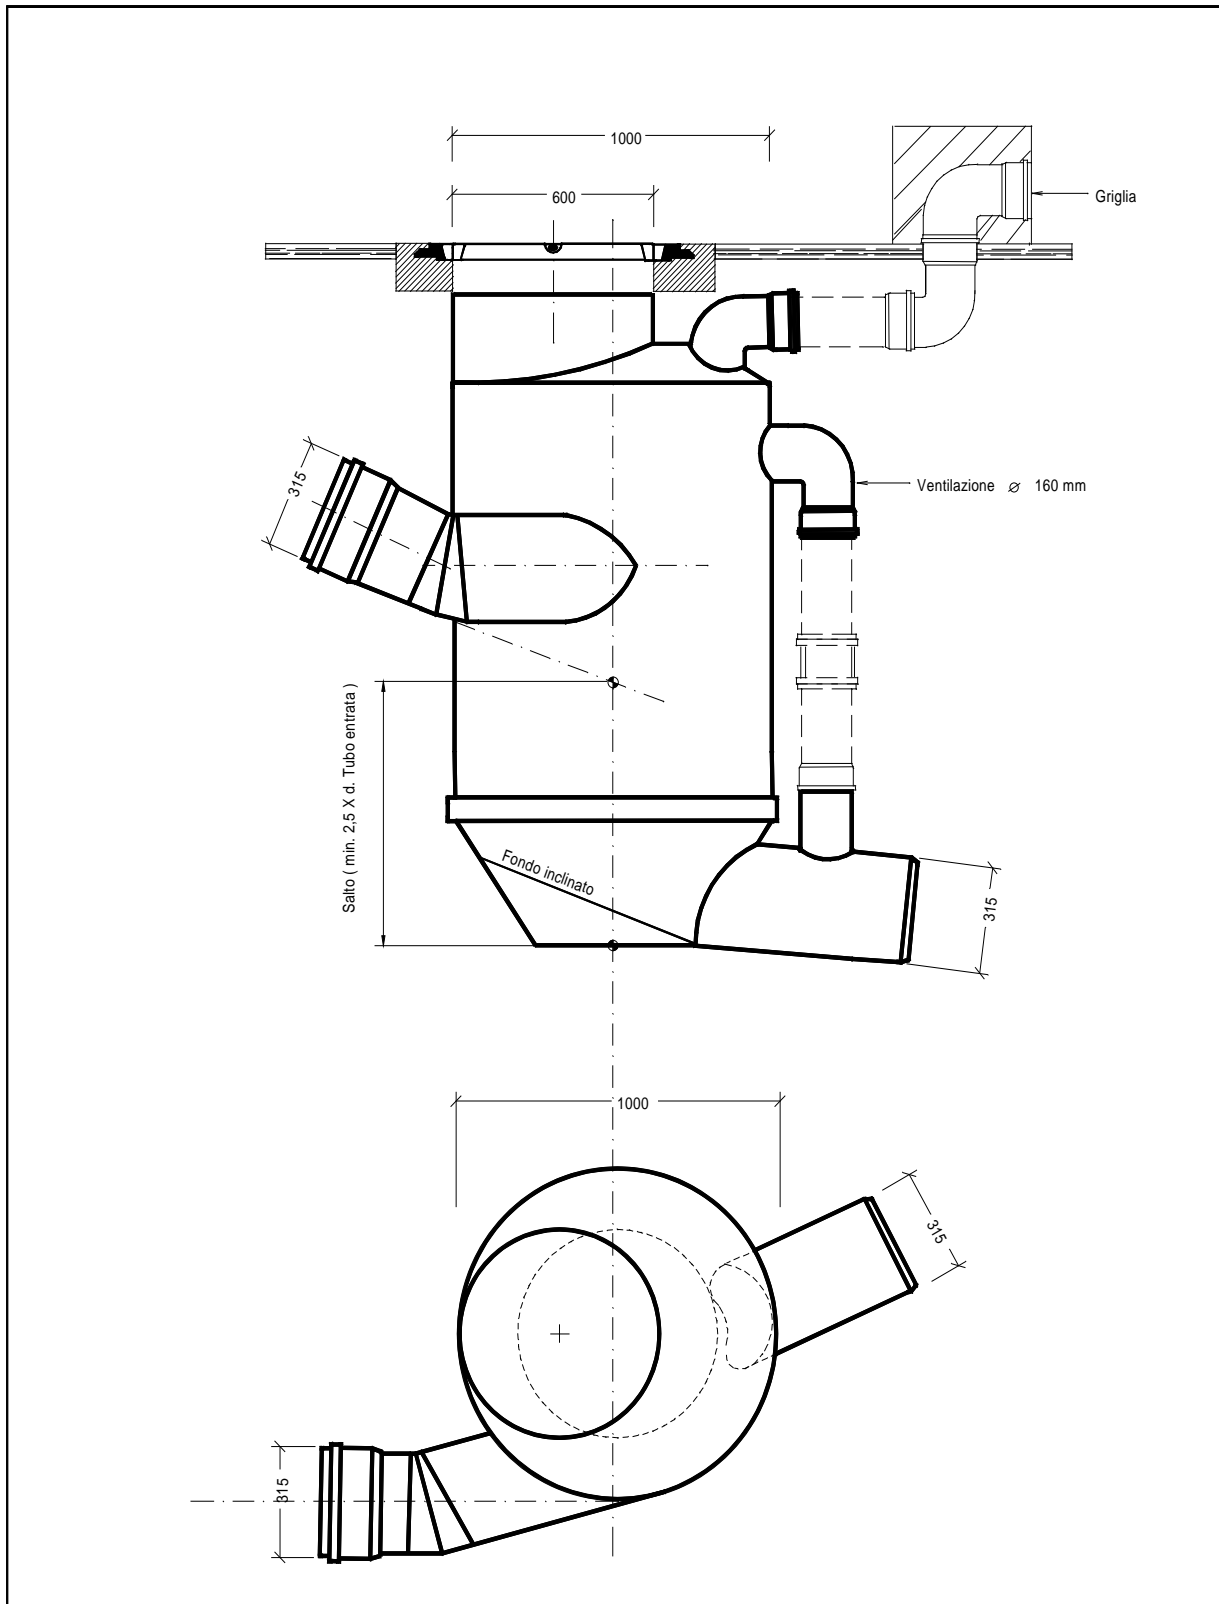 1000
600
Griglia
315
Ventilazione ⌀ 160 mm
Salto ( min. 2,5 X d. Tubo entrata )
Fondo inclinato
315
1000
315
315